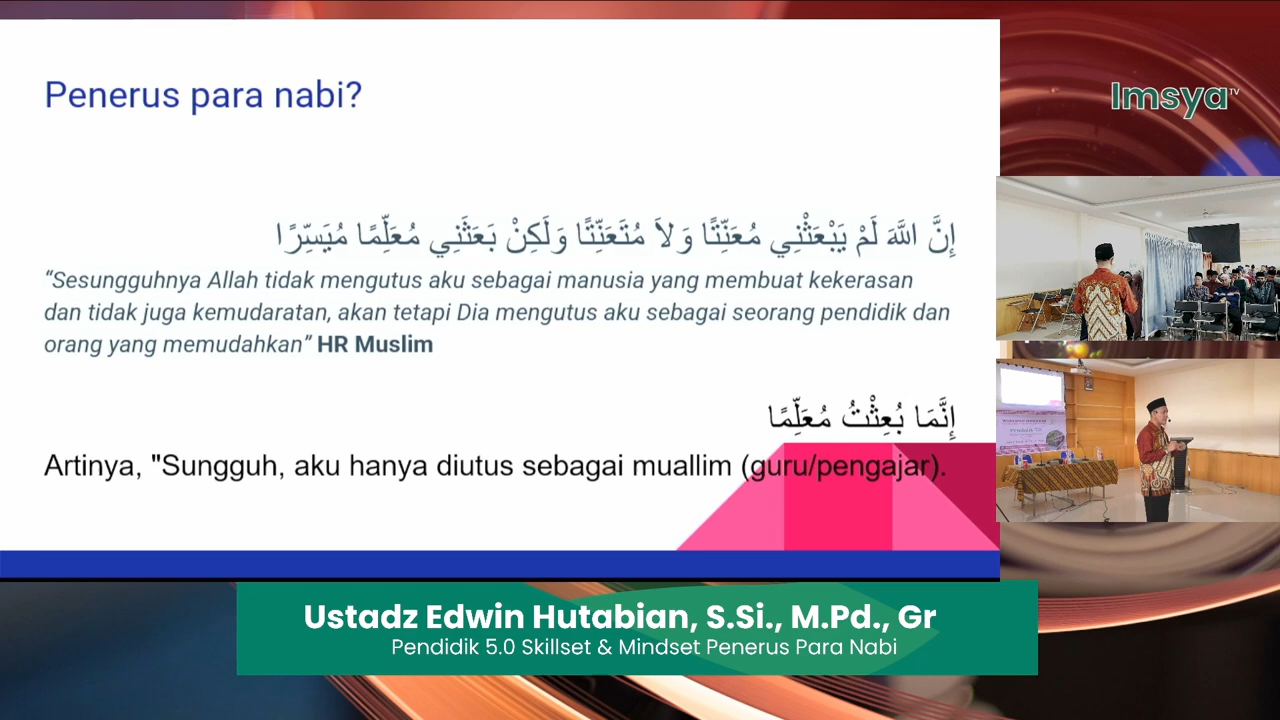 Penerus para nabi?
Imsya TV
إِنَّ اللَّهَ لَمْ يَبْعَثْنِي مُعَنِّتًا وَلاَ مُتَعَنِّتًا وَلَكِنْ بَعَثَنِي مُعَلِّمًا مُيَسِّرًا
“Sesungguhnya Allah tidak mengutus aku sebagai manusia yang membuat kekerasan
dan tidak juga kemudaratan, akan tetapi Dia mengutus aku sebagai seorang pendidik dan
orang yang memudahkan” HR Muslim
إِنَّمَا بُعِثْتُ مُعَلِّمًا
Artinya, "Sungguh, aku hanya diutus sebagai muallim (guru/pengajar).
Ustadz Edwin Hutabian, S.Si., M.Pd., Gr
Pendidik 5.0 Skillset & Mindset Penerus Para Nabi